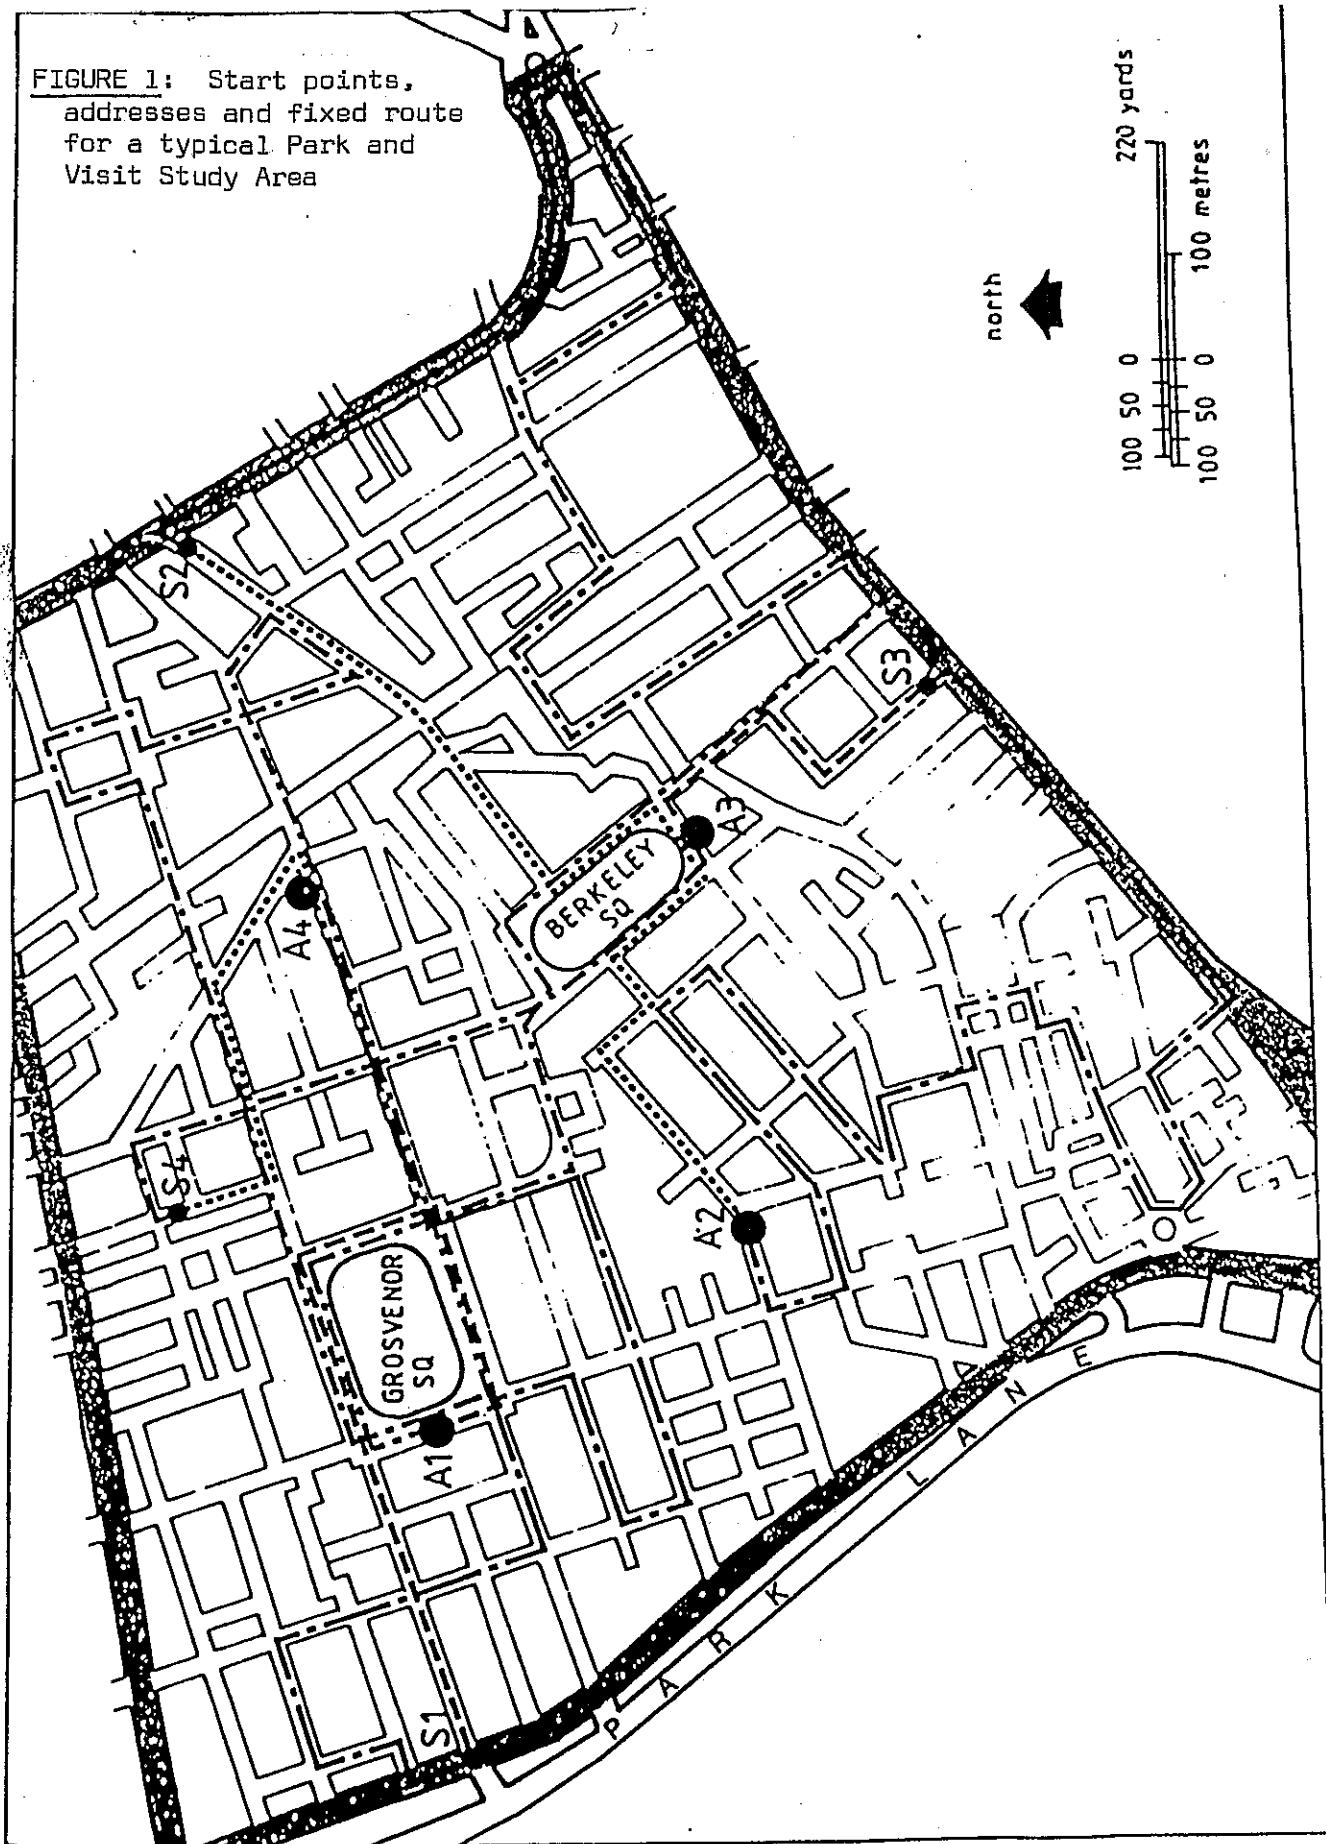 FIGURE 1: Start points,
addresses and fixed route
for a typical Park and
Visit Study Area
S2
S4
A4
S3
A3
BERKELEY
SQ
A2
GROSVENOR
SQ
A1
S1
PARK LANE
north
100 50 0 220 yards
100 50 0 100 metres